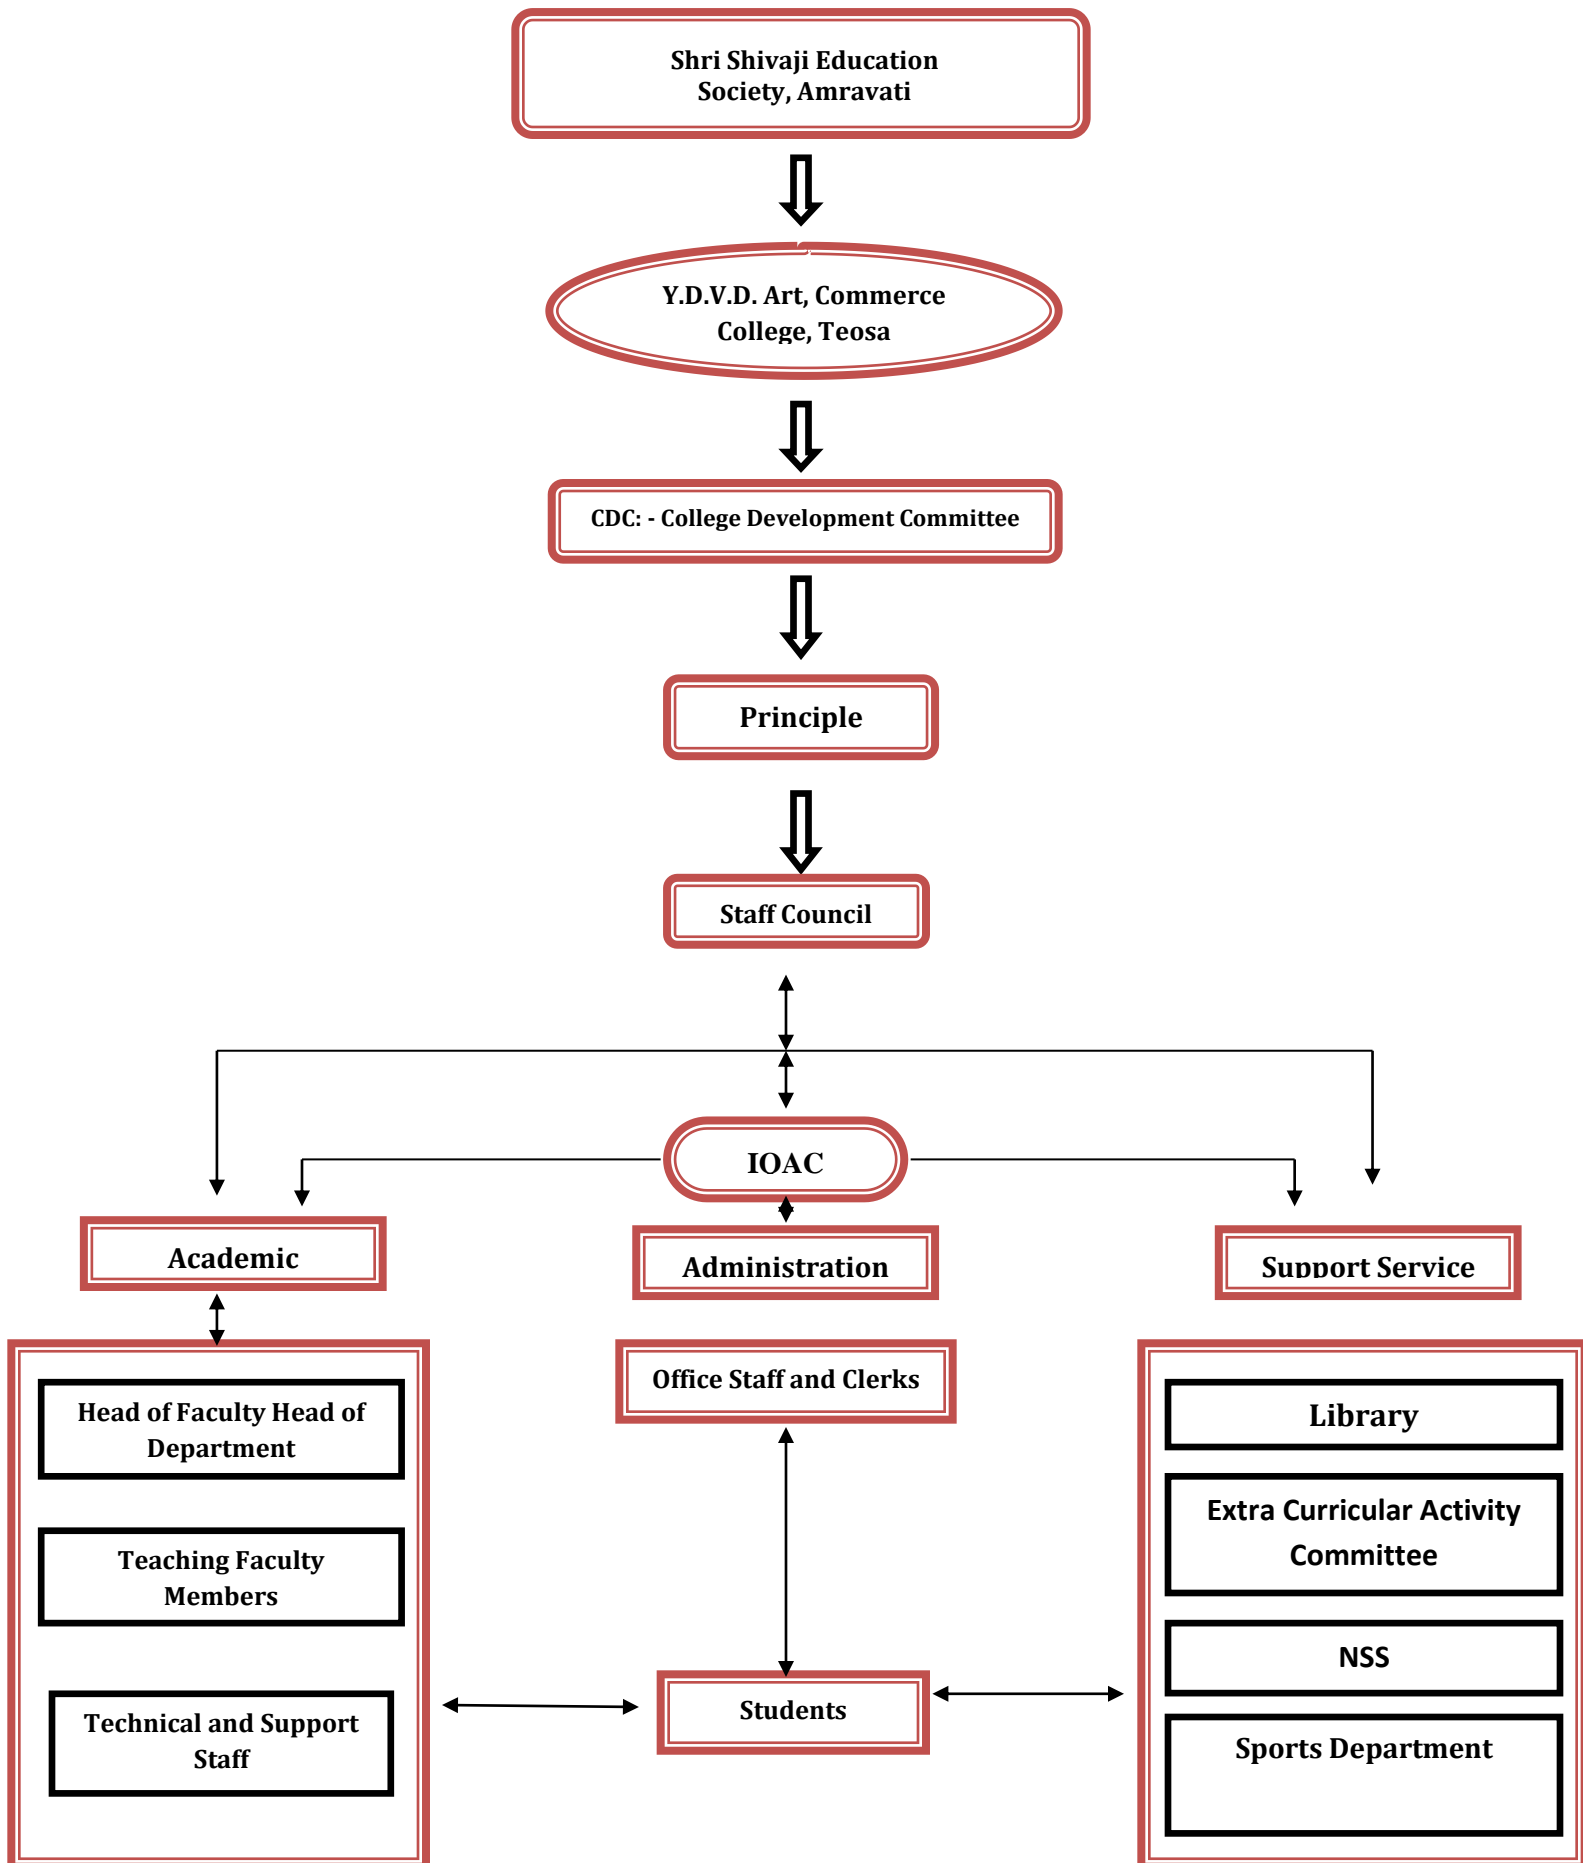 Shri Shivaji Education
Society, Amravati
Y.D.V.D. Art, Commerce
College, Teosa
CDC: - College Development Committee
Principle
Staff Council
IOAC
Academic
Administration
Support Service
Head of Faculty Head of
Department
Teaching Faculty
Members
Technical and Support
Staff
Office Staff and Clerks
Students
Library
Extra Curricular Activity
Committee
NSS
Sports Department